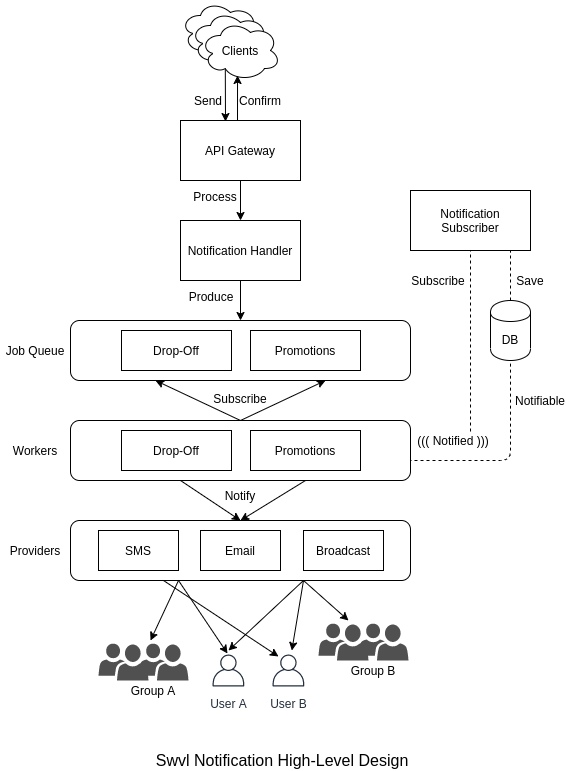 Clients
Send
Confirm
API Gateway
Process
Notification
Subscriber
Notification Handler
Subscribe
Save
Produce
Job Queue
Drop-Off
Promotions
DB
Subscribe
Notifiable
Workers
Drop-Off
Promotions
((( Notified )))
Notify
Providers
SMS
Email
Broadcast
Group A
Group B
User A
User B
Swvl Notification High-Level Design